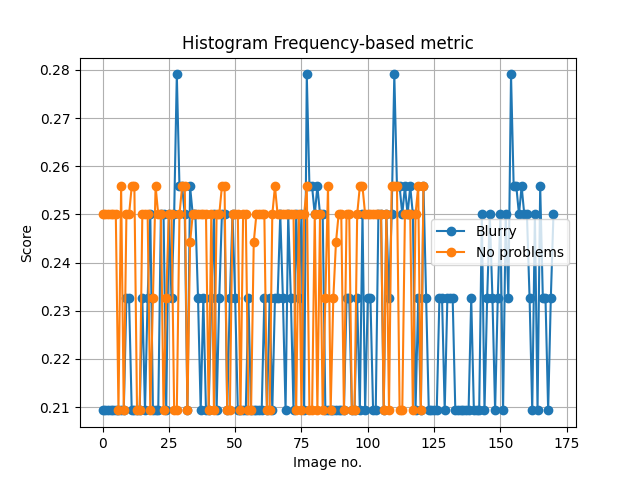 Histogram Frequency-based metric
0.28
0.27
0.26
0.25
0.24
0.23
0.22
0.21
Score
Blurry
No problems
0 25 50 75 100 125 150 175
Image no.